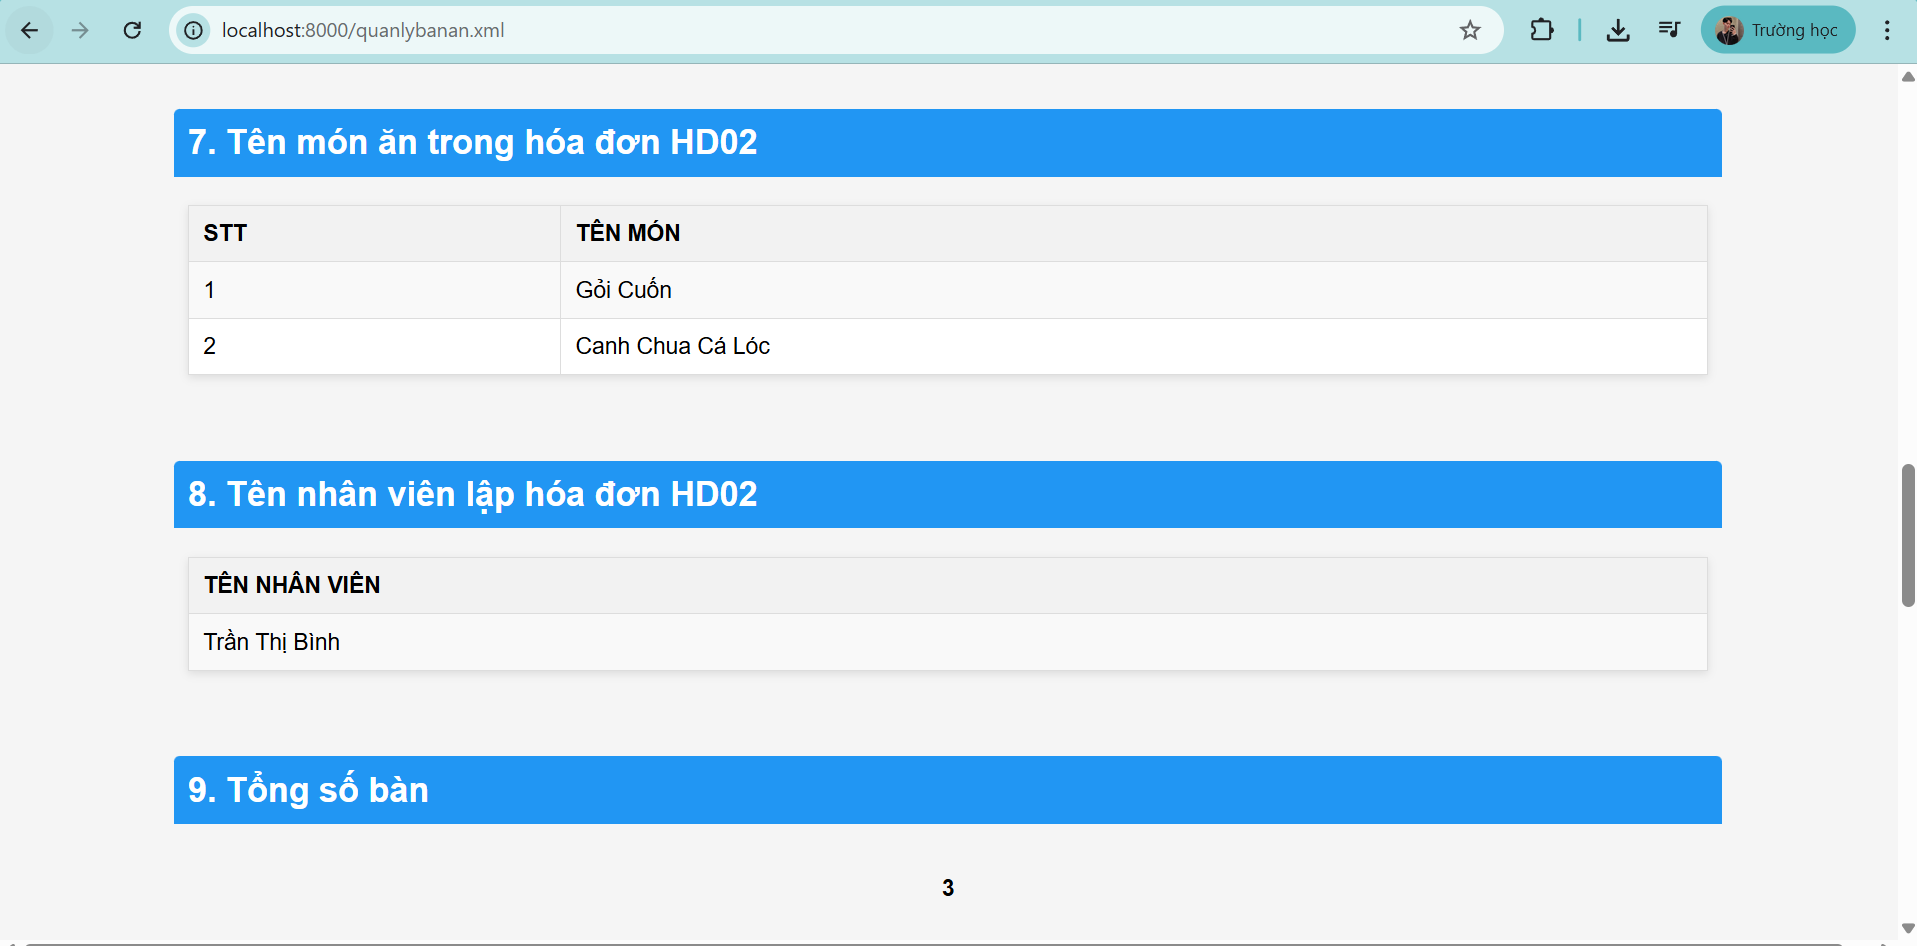 localhost:8000/quanlybanan.xml
Trường học
7. Tên món ăn trong hóa đơn HD02
STT TÊN MÓN
1 Gỏi Cuốn
2 Canh Chua Cá Lóc
8. Tên nhân viên lập hóa đơn HD02
TÊN NHÂN VIÊN
Trần Thị Bình
9. Tổng số bàn
3